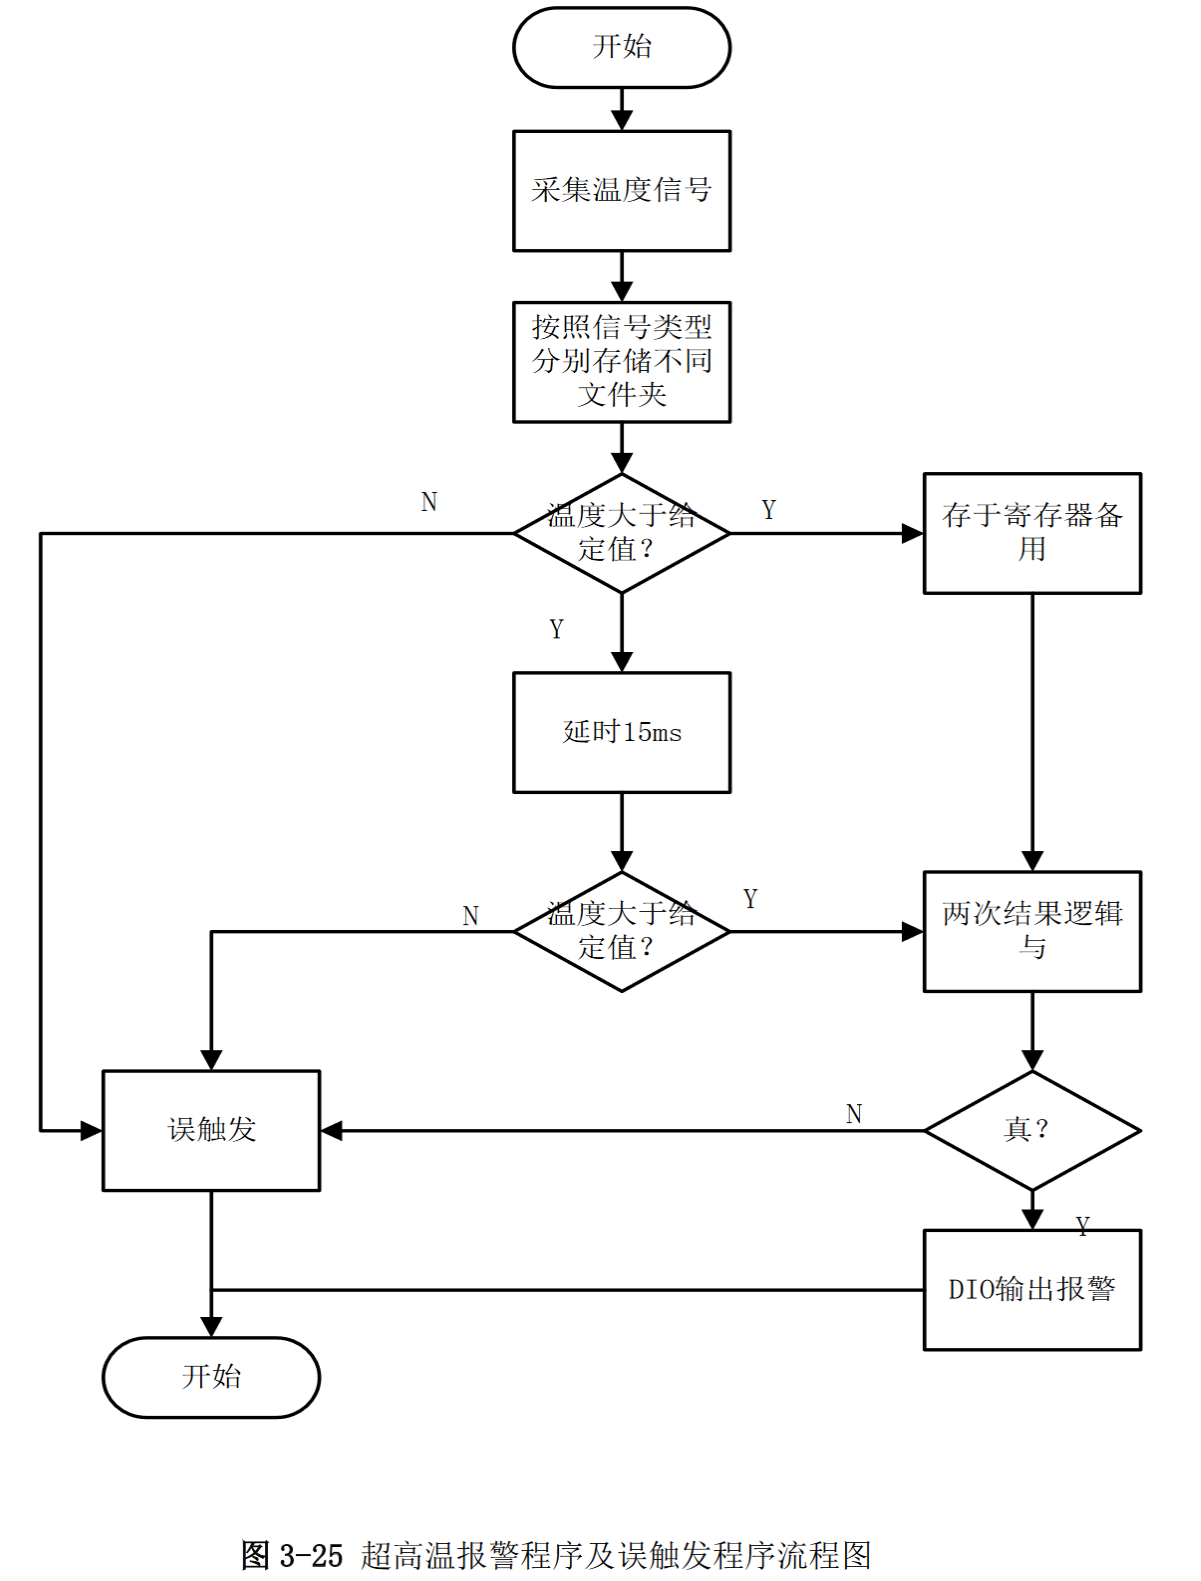 开始
采集温度信号
按照信号类型
分别存储不同
文件夹
N
温度大于给
定值？
Y
存于寄存器备
用
Y
延时15ms
N
温度大于给
定值？
Y
两次结果逻辑
与
误触发
N
真？
Y
DIO输出报警
开始
图 3-25 超高温报警程序及误触发程序流程图